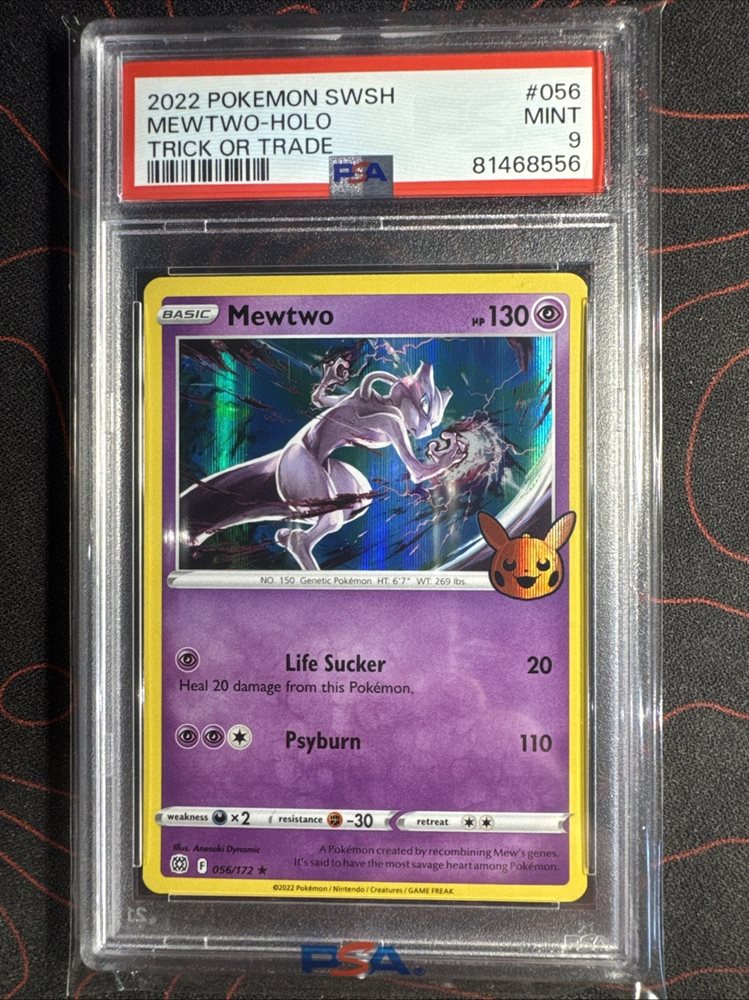 2022 POKEMON SWSH #056
MEWTWO-HOLO MINT
TRICK OR TRADE 9
PSA 81468556
BASIC Mewtwo HP 130
NO. 150 Genetic Pokémon HT: 6'7" WT: 269 lbs.
Life Sucker 20
Heal 20 damage from this Pokémon.
Psyburn 110
weakness ×2 resistance -30 retreat
Illus. Anesaki Dynamic
A Pokémon created by recombining Mew's genes.
It's said to have the most savage heart among Pokémon.
F 056/172 ★
©2022 Pokémon / Nintendo / Creatures / GAME FREAK
PSA®